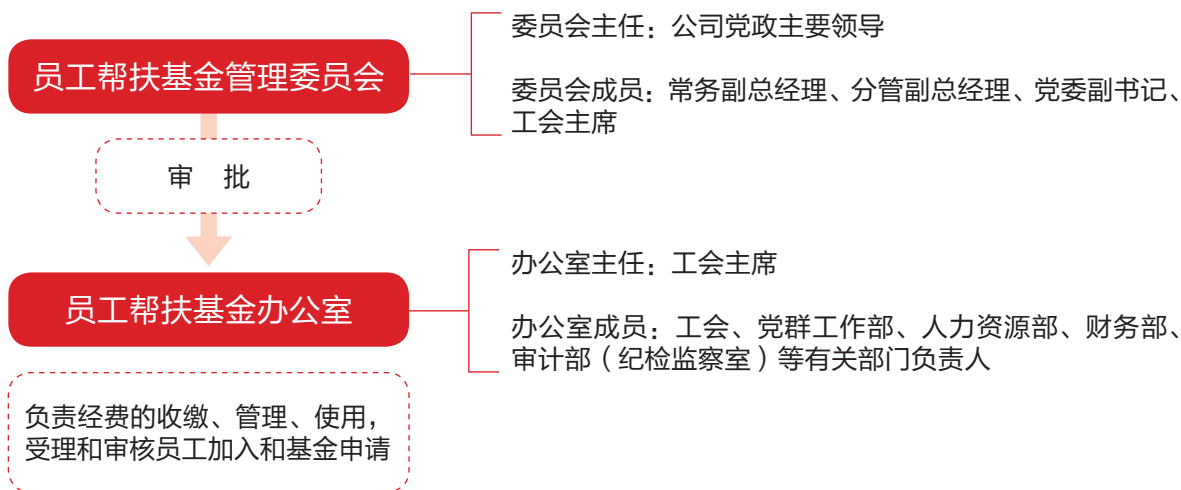 委员会主任：公司党政主要领导
员工帮扶基金管理委员会
委员会成员：常务副总经理、分管副总经理、党委副书记、
工会主席
审 批
办公室主任：工会主席
员工帮扶基金办公室
办公室成员：工会、党群工作部、人力资源部、财务部、
审计部（纪检监察室）等有关部门负责人
负责经费的收缴、管理、使用，
受理和审核员工加入和基金申请